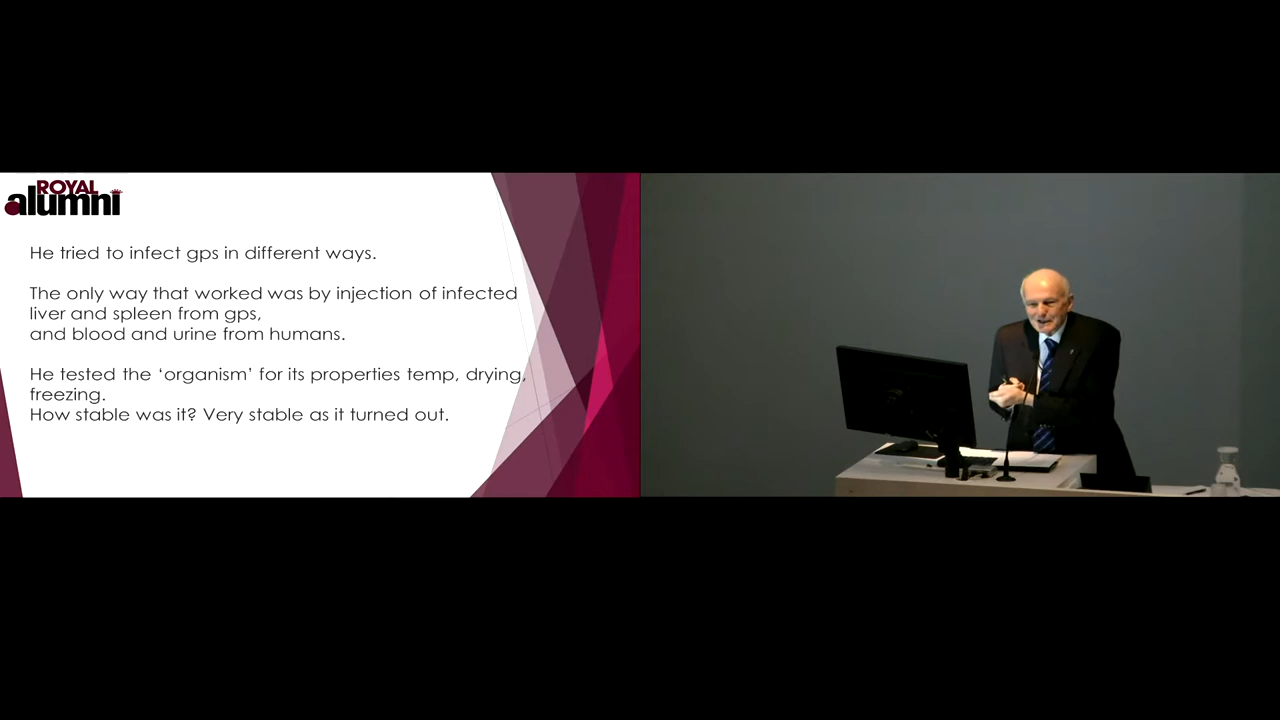 ROYAL
alumni
He tried to infect gps in different ways.
The only way that worked was by injection of infected
liver and spleen from gps,
and blood and urine from humans.
He tested the ‘organism’ for its properties temp, drying,
freezing.
How stable was it? Very stable as it turned out.